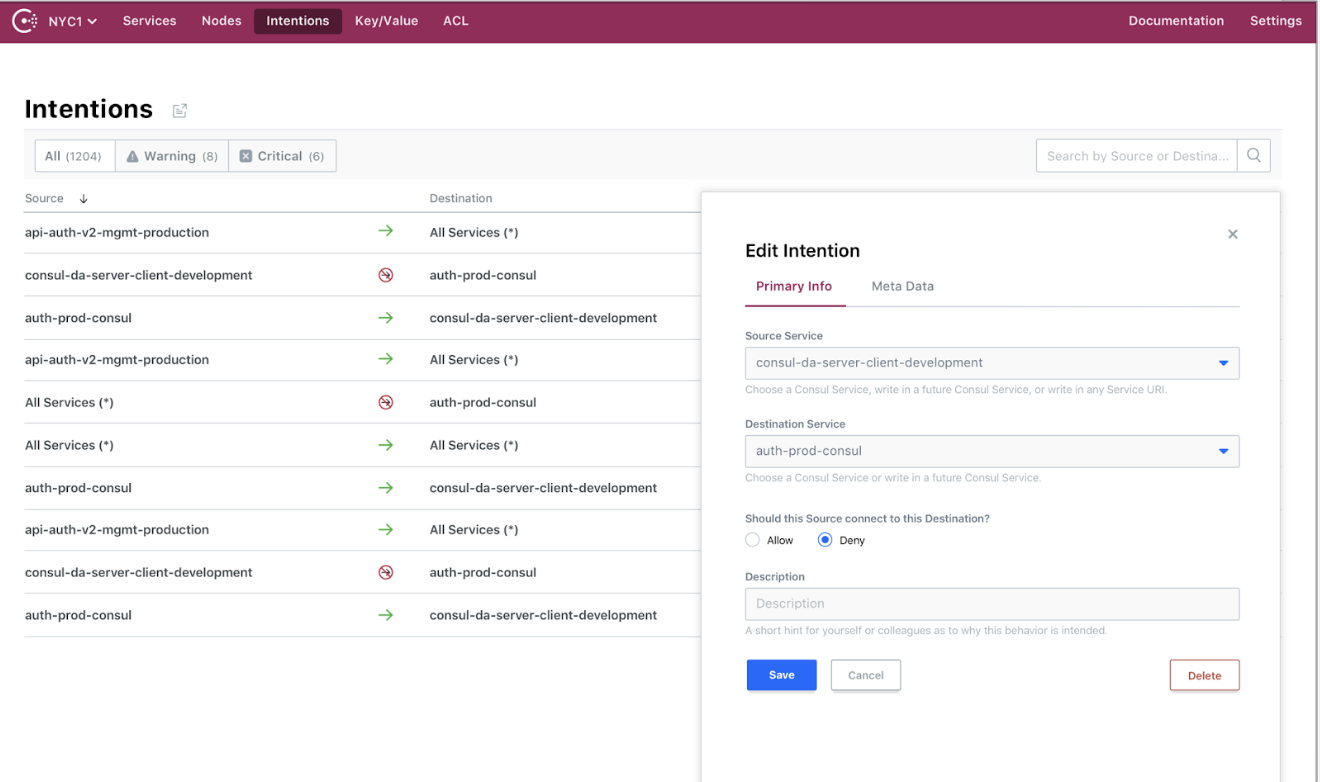 NYC1 Services Nodes Intentions Key/Value ACL Documentation Settings
Intentions
All (1204) Warning (8) Critical (6) Search by Source or Destina...
Source Destination
api-auth-v2-mgmt-production All Services (*)
consul-da-server-client-development auth-prod-consul
auth-prod-consul consul-da-server-client-development
api-auth-v2-mgmt-production All Services (*)
All Services (*) auth-prod-consul
All Services (*) All Services (*)
auth-prod-consul consul-da-server-client-development
api-auth-v2-mgmt-production All Services (*)
consul-da-server-client-development auth-prod-consul
auth-prod-consul consul-da-server-client-development
Edit Intention
Primary Info Meta Data
Source Service
consul-da-server-client-development
Choose a Consul Service, write in a future Consul Service, or write in any Service URI.
Destination Service
auth-prod-consul
Choose a Consul Service or write in a future Consul Service.
Should this Source connect to this Destination?
Allow Deny
Description
Description
A short hint for yourself or colleagues as to why this behavior is intended.
Save Cancel Delete